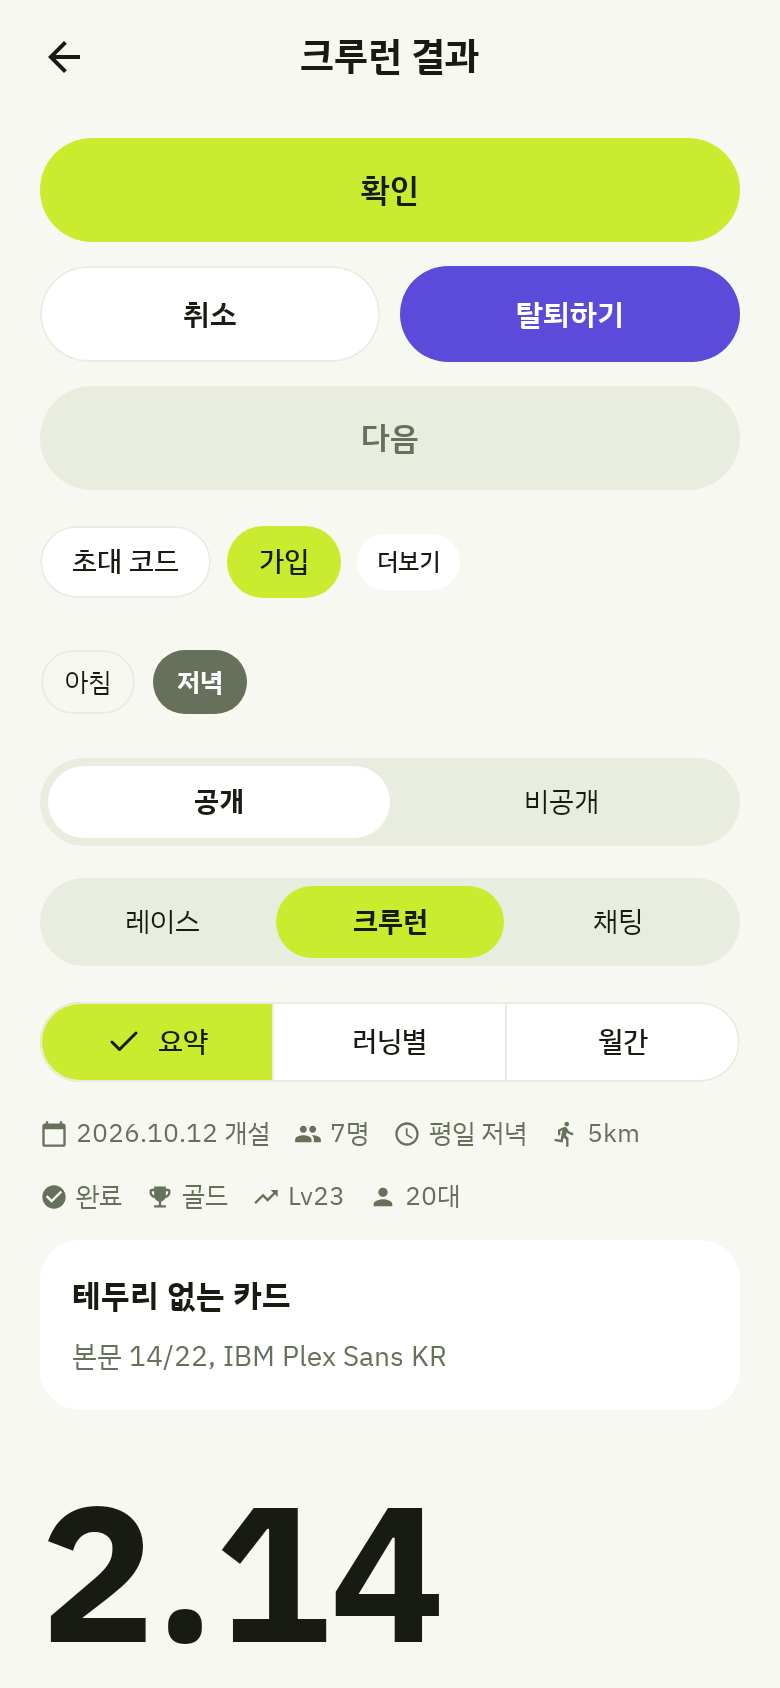 크루런 결과
확인
취소 탈퇴하기
다음
초대 코드 가입 더보기
아침 저녁
공개 비공개
레이스 크루런 채팅
요약 러닝별 월간
2026.10.12 개설 7명 평일 저녁 5km
완료 골드 Lv23 20대
테두리 없는 카드
본문 14/22, IBM Plex Sans KR
2.14